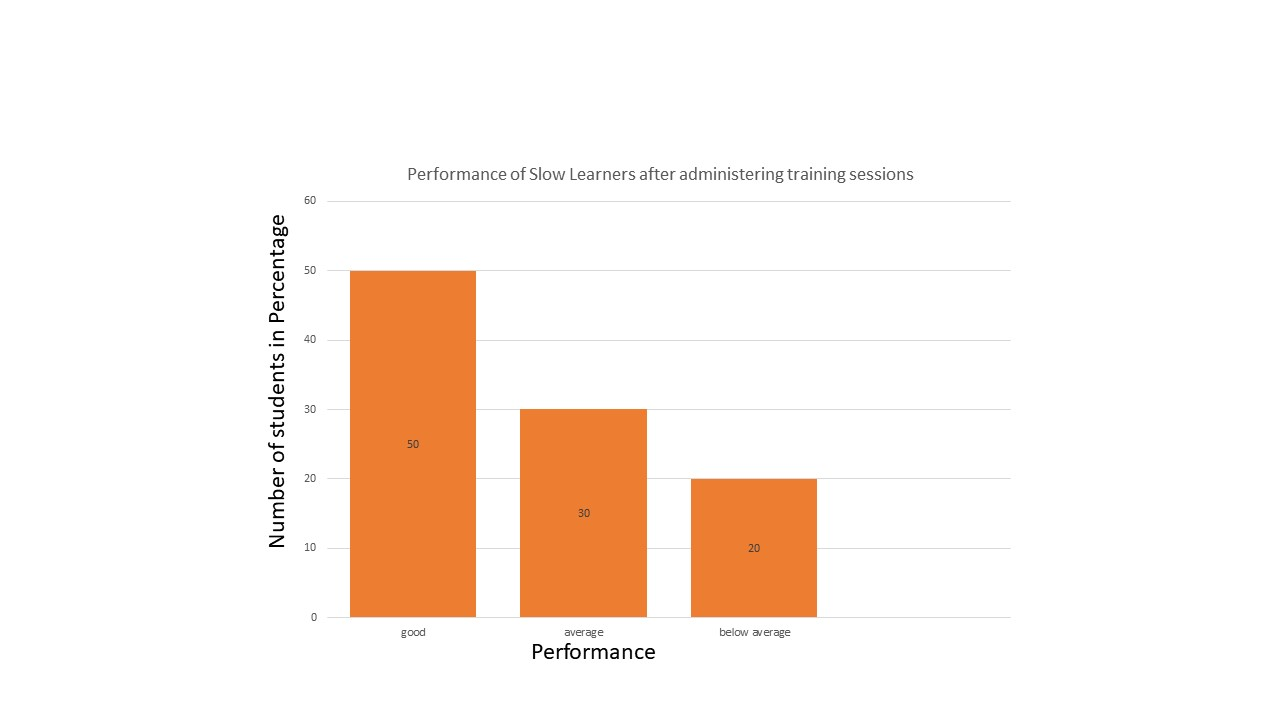 Performance of Slow Learners after administering training sessions
Number of students in Percentage
60
50
40
30
20
10
0
50
30
20
good
average
below average
Performance